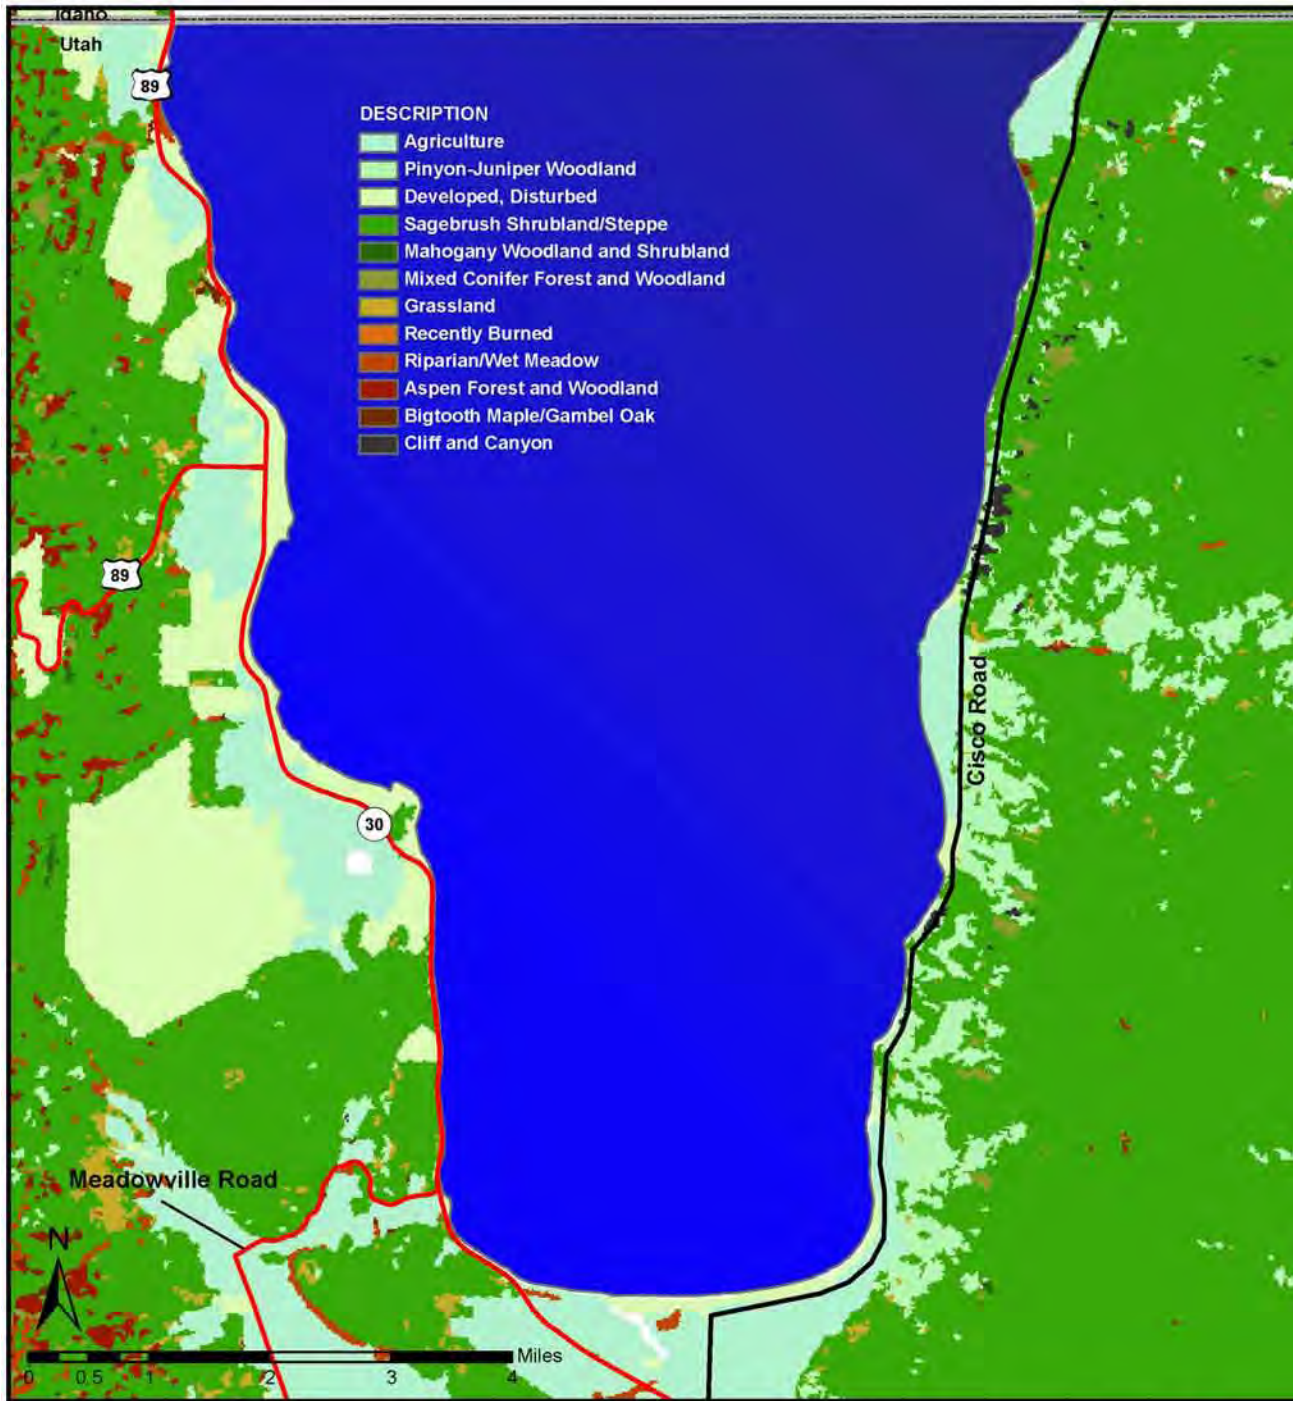 Idaho
Utah
89
DESCRIPTION
Agriculture
Pinyon-Juniper Woodland
Developed, Disturbed
Sagebrush Shrubland/Steppe
Mahogany Woodland and Shrubland
Mixed Conifer Forest and Woodland
Grassland
Recently Burned
Riparian/Wet Meadow
Aspen Forest and Woodland
Bigtooth Maple/Gambel Oak
Cliff and Canyon
89
Cisco Road
30
Meadowville Road
N
Miles
0 0.5 1 2 3 4